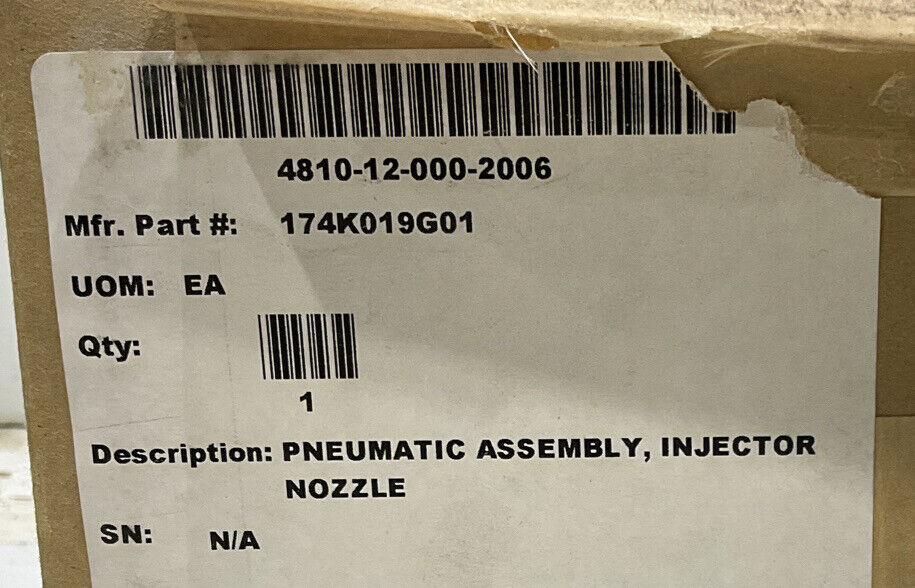 4810-12-000-2006
Mfr. Part #: 174K019G01
UOM: EA
Qty:
1
Description: PNEUMATIC ASSEMBLY, INJECTOR
NOZZLE
SN: N/A